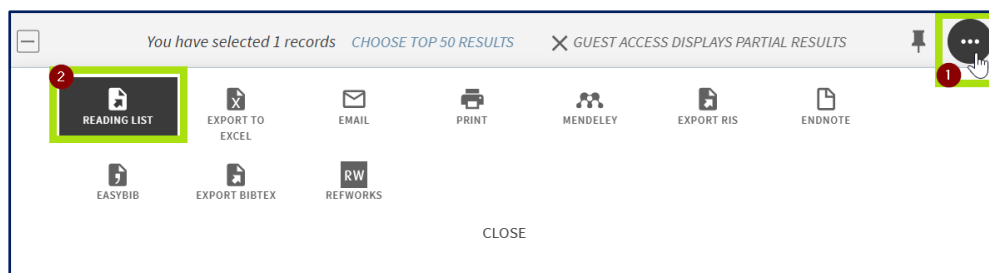 You have selected 1 records CHOOSE TOP 50 RESULTS GUEST ACCESS DISPLAYS PARTIAL RESULTS
1
2
READING LIST
X
EXPORT TO
EXCEL
EMAIL
PRINT
MENDELEY
EXPORT RIS
ENDNOTE
EASYBIB
EXPORT BIBTEX
RW
REFWORKS
CLOSE